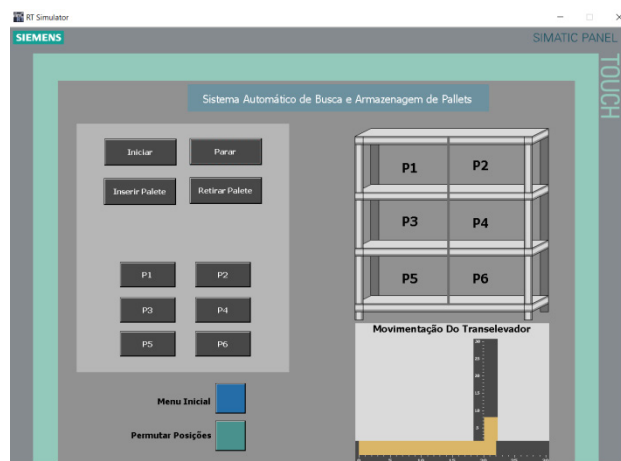 RT Simulator
SIEMENS
SIMATIC PANEL
TOUCH
Sistema Automático de Busca e Armazenagem de Pallets
Iniciar Parar
Inserir Palete Retirar Palete
P1 P2
P3 P4
P5 P6
Menu Inicial
Permutar Posições
P1 P2
P3 P4
P5 P6
Movimentação Do Transelevador